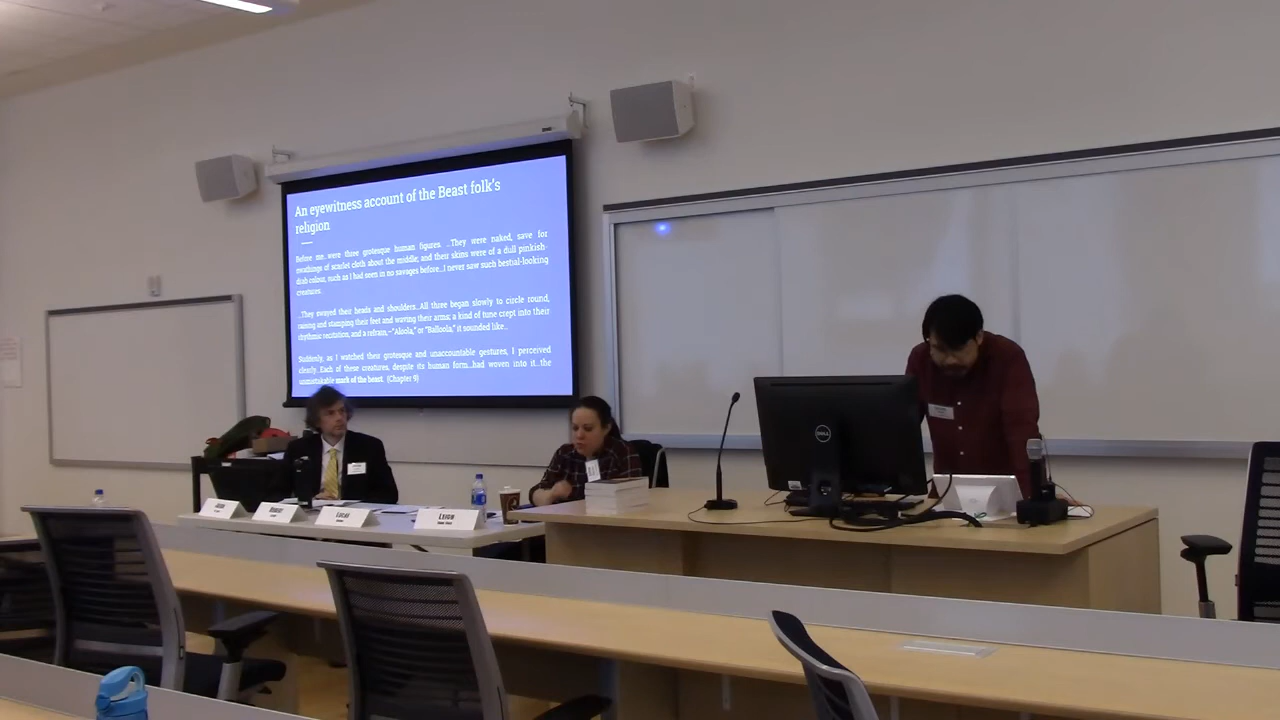 An eyewitness account of the Beast folk's
religion
Before me were three grotesque human figures. ...They were naked, save for
swathings of scarlet cloth about the middle; and their skins were of a dull pinkish-
drab colour, such as I had seen in no savages before...I never saw such bestial-looking
creatures.
...They swayed their heads and shoulders...All three began slowly to circle round,
raising and stamping their feet and waving their arms; a kind of tune crept into their
rhythmic recitation, and a refrain,–"Aloola," or "Balloola," it sounded like...
Suddenly, as I watched their grotesque and unaccountable gestures, I perceived
clearly...Each of these creatures, despite its human form...had woven into it...the
unmistakable mark of the beast. (Chapter 9)
Leigh
DELL